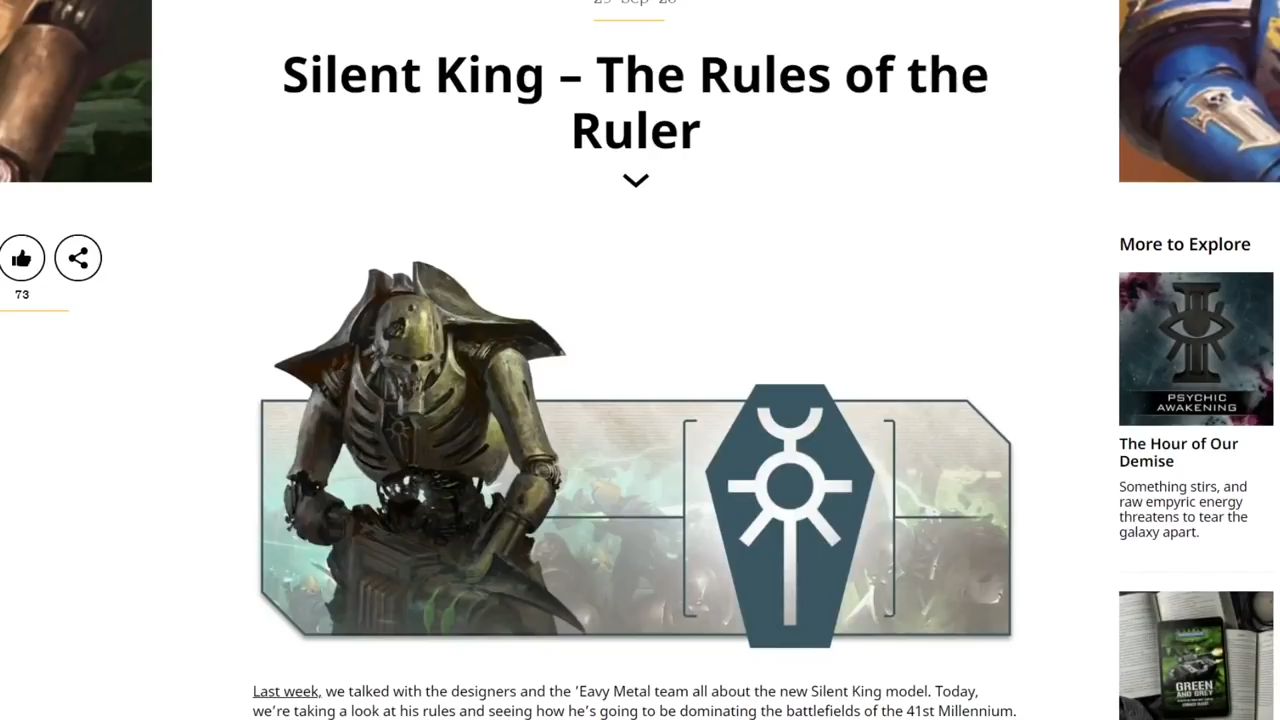 Silent King – The Rules of the
Ruler
73
More to Explore
PSYCHIC
AWAKENING
The Hour of Our
Demise
Something stirs, and
raw empyric energy
threatens to tear the
galaxy apart.
GREEN
AND GREY
Last week, we talked with the designers and the ’Eavy Metal team all about the new Silent King model. Today,
we’re taking a look at his rules and seeing how he’s going to be dominating the battlefields of the 41st Millennium.